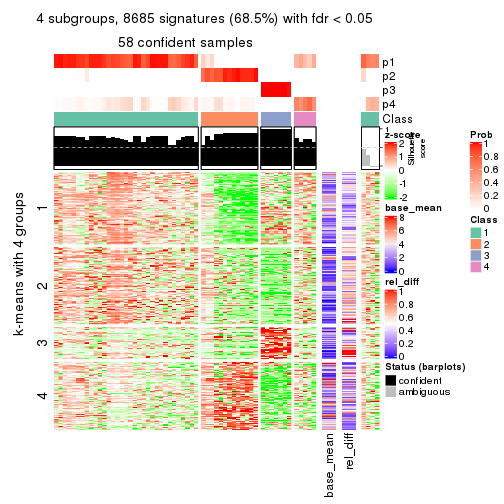 4 subgroups, 8685 signatures (68.5%) with fdr < 0.05
58 confident samples
p1
p2
p3
p4
Class
1
Silhouette
score
z-score
2
1
0
-1
-2
Prob
1
0.8
0.6
0.4
0.2
0
base_mean
8
6
4
2
0
Class
1
2
3
4
rel_diff
1
0.8
0.6
0.4
0.2
0
Status (barplots)
confident
ambiguous
k-means with 4 groups
1
2
3
4
base_mean
rel_diff